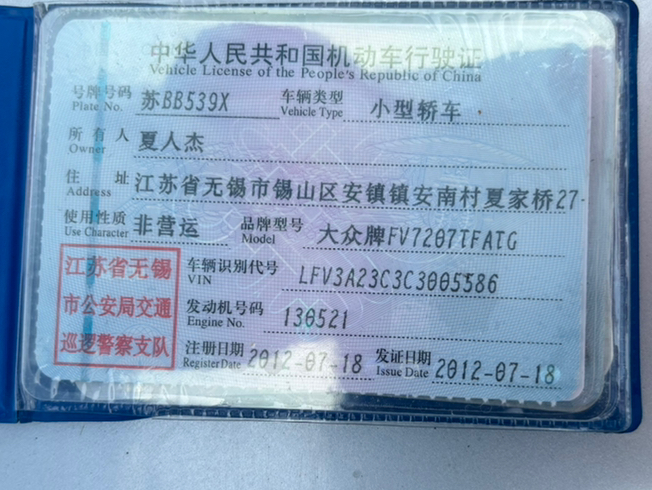 中华人民共和国机动车行驶证
Vehicle License of the People's Republic of China
号牌号码 苏BB539X 车辆类型 小型轿车
Plate No. Vehicle Type
所有人 夏人杰
Owner
住址 江苏省无锡市锡山区安镇镇安南村夏家桥27-
Address
使用性质 非营运 品牌型号 大众牌FV7207TFATG
Use Character Model
江苏省无锡
市公安局交通
巡逻警察支队
车辆识别代号 LFV3A23C3C3005586
VIN
发动机号码 130521
Engine No.
注册日期 2012-07-18 发证日期 2012-07-18
Register Date Issue Date